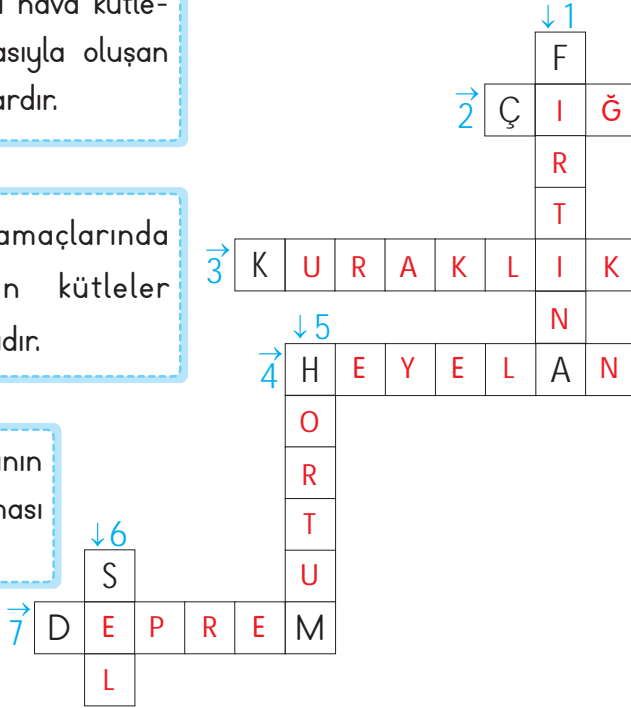 hava kütle-
asıyla oluşan
ardır.
amaçlarında
n kütleler
dır.
nın
ması
↓1
F
→2 Ç I Ğ
R
T
→3 K U R A K L I K
N
↓5
→4 H E Y E L A N
O
R
T
↓6
S U
→7 D E P R E M
L